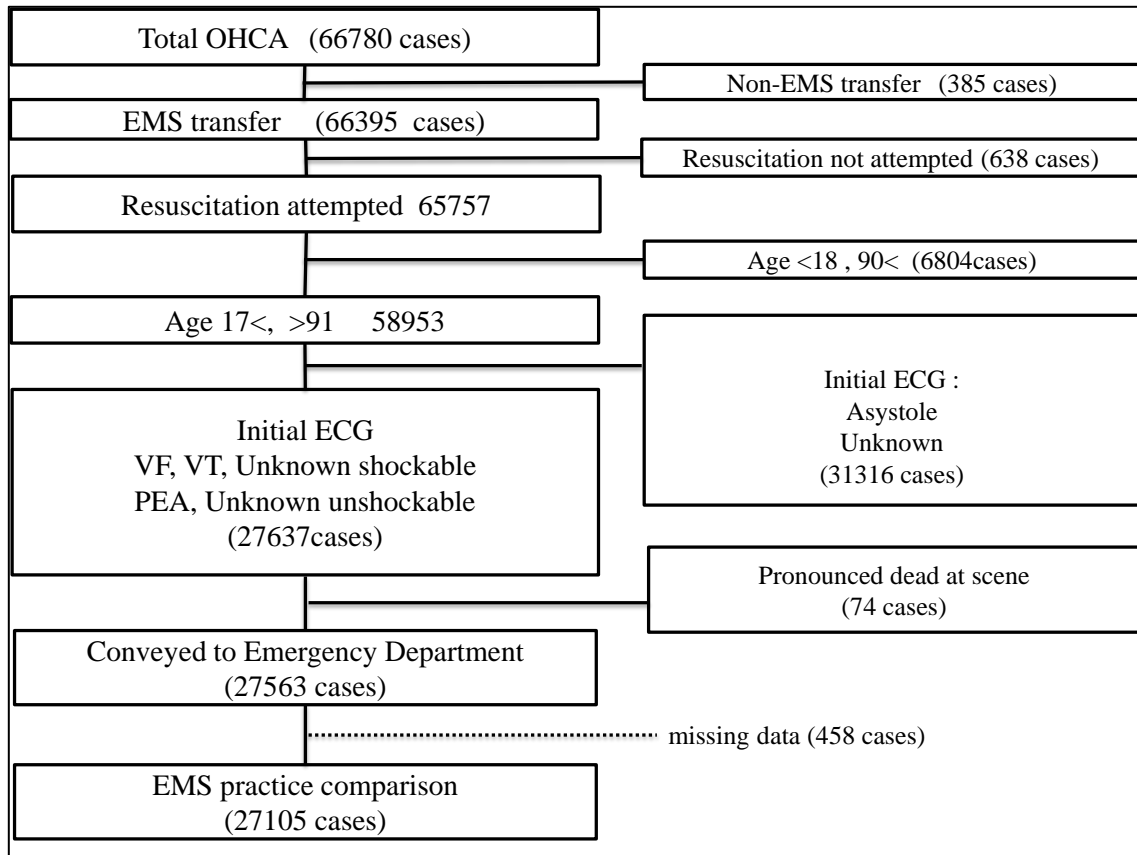 Total OHCA (66780 cases)
Non-EMS transfer (385 cases)
EMS transfer (66395 cases)
Resuscitation not attempted (638 cases)
Resuscitation attempted 65757
Age <18 , 90< (6804cases)
Age 17<, >91 58953
Initial ECG :
Asystole
Unknown
(31316 cases)
Initial ECG
VF, VT, Unknown shockable
PEA, Unknown unshockable
(27637cases)
Pronounced dead at scene
(74 cases)
Conveyed to Emergency Department
(27563 cases)
missing data (458 cases)
EMS practice comparison
(27105 cases)